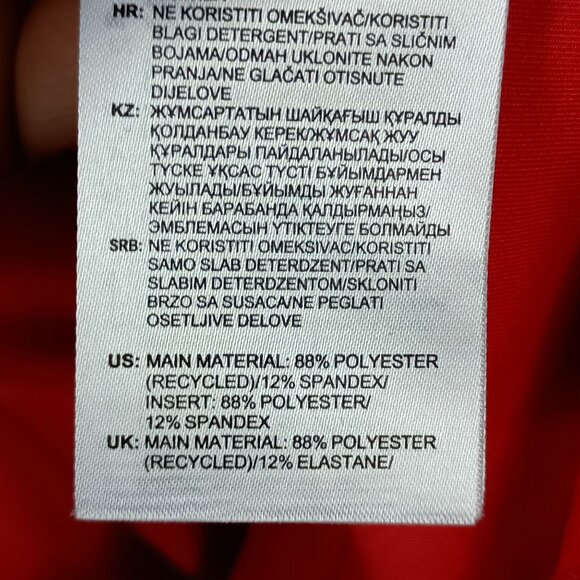 HR: NE KORISTITI OMEKŠIVAČ/KORISTITI
BLAGI DETERGENT/PRATI SA SLIČNIM
BOJAMA/ODMAH UKLONITE NAKON
PRANJA/NE GLAČATI OTISNUTE
DIJELOVE
KZ: ЖҰМСАРТАТЫН ШАЙҚАҒЫШ ҚҰРАЛДЫ
ҚОЛДАНБАУ КЕРЕК/ЖҰМСАҚ ЖУУ
ҚҰРАЛДАРЫ ПАЙДАЛАНЫЛАДЫ/ОСЫ
ТҮСКЕ ҰҚСАС ТҮСТІ БҰЙЫМДАРМЕН
ЖУЫЛАДЫ/БҰЙЫМДЫ ЖУҒАННАН
КЕЙІН БАРАБАНДА ҚАЛДЫРМАҢЫЗ/
ЭМБЛЕМАСЫН ҮТІКТЕУГЕ БОЛМАЙДЫ
SRB: NE KORISTITI OMEKSIVAC/KORISTITI
SAMO SLAB DETERDZENT/PRATI SA
SLABIM DETERDZENTOM/SKLONITI
BRZO SA SUSACA/NE PEGLATI
OSETLJIVE DELOVE
US: MAIN MATERIAL: 88% POLYESTER
(RECYCLED)/12% SPANDEX/
INSERT: 88% POLYESTER/
12% SPANDEX
UK: MAIN MATERIAL: 88% POLYESTER
(RECYCLED)/12% ELASTANE/